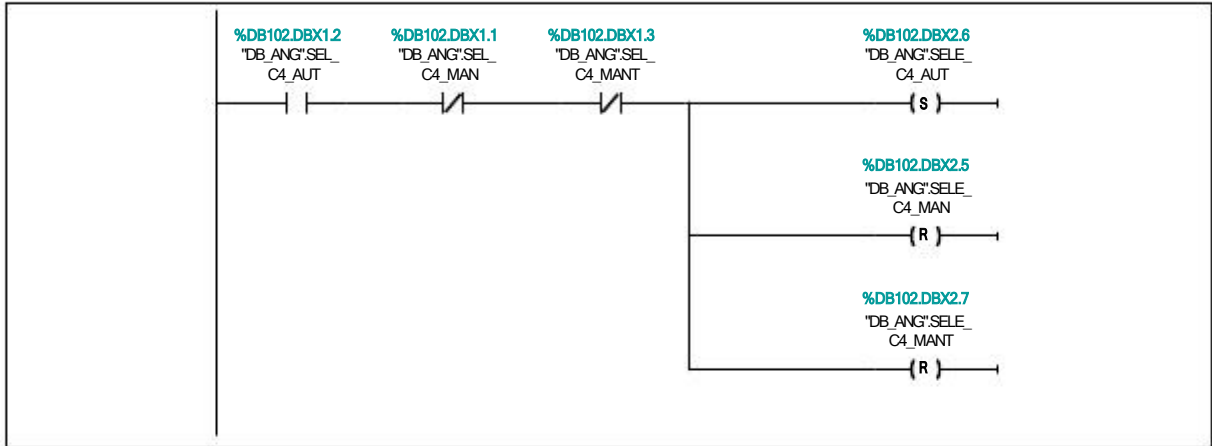 %DB102.DBX1.2
"DB_ANG".SEL_
C4_AUT
%DB102.DBX1.1
"DB_ANG".SEL_
C4_MAN
%DB102.DBX1.3
"DB_ANG".SEL_
C4_MANT
%DB102.DBX2.6
"DB_ANG".SELE_
C4_AUT
S
%DB102.DBX2.5
"DB_ANG".SELE_
C4_MAN
R
%DB102.DBX2.7
"DB_ANG".SELE_
C4_MANT
R